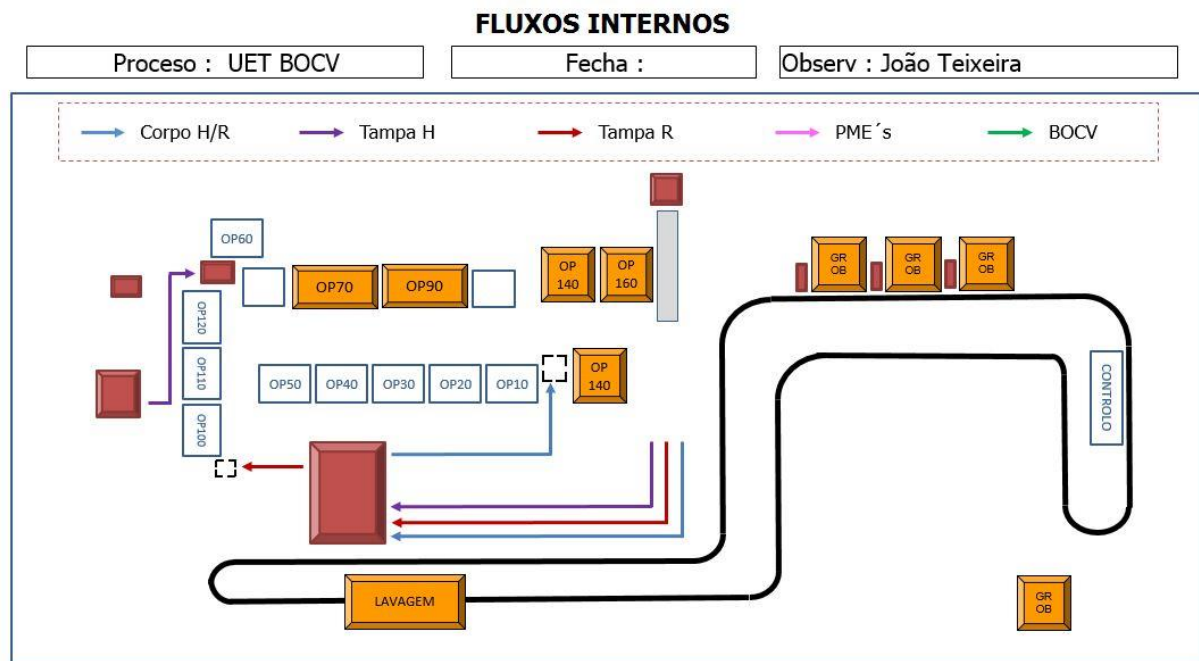 FLUXOS INTERNOS
Proceso : UET BOCV
Fecha :
Observ : João Teixeira
Corpo H/R
Tampa H
Tampa R
PME´s
BOCV
OP60
OP70
OP90
OP
140
OP
160
GR
OB
GR
OB
GR
OB
OP120
OP110
OP100
OP50
OP40
OP30
OP20
OP10
OP
140
CONTROLO
LAVAGEM
GR
OB